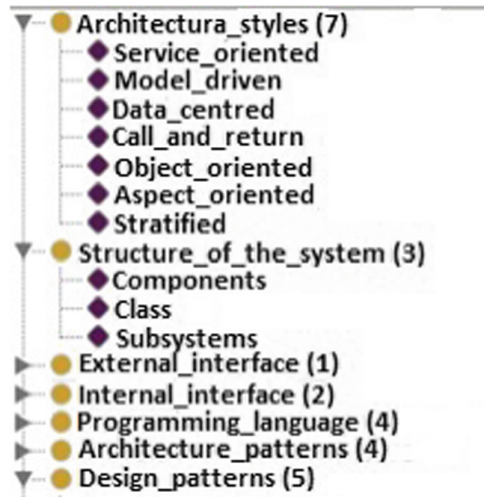 Architectura_styles (7)
Service_oriented
Model_driven
Data_centred
Call_and_return
Object_oriented
Aspect_oriented
Stratified
Structure_of_the_system (3)
Components
Class
Subsystems
External_interface (1)
Internal_interface (2)
Programming_language (4)
Architecture_patterns (4)
Design_patterns (5)